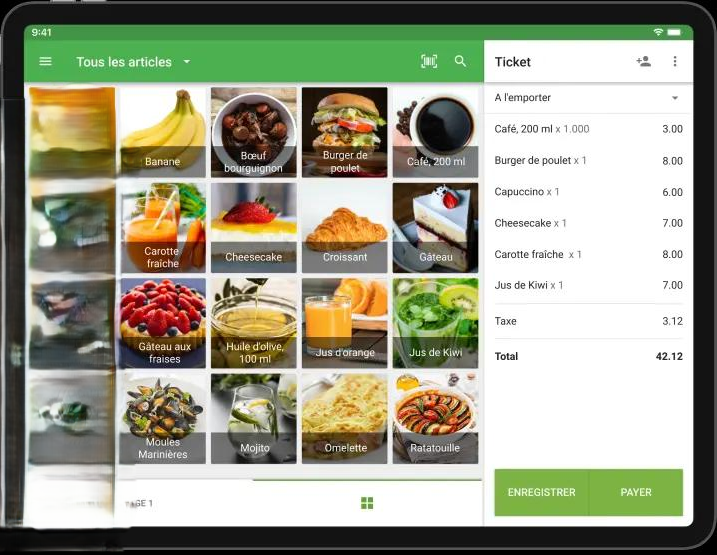 9:41
Tous les articles
Banane
Bœuf
bourguignon
Burger de
poulet
Café, 200 ml
Carotte
fraîche
Cheesecake
Croissant
Gâteau
Gâteau aux
fraises
Huile d'olive,
100 ml
Jus d'orange
Jus de Kiwi
Moules
Marinières
Mojito
Omelette
Ratatouille
1
Ticket
A l'emporter
Café, 200 ml x 1.000 3.00
Burger de poulet x 1 8.00
Capuccino x 1 6.00
Cheesecake x 1 7.00
Carotte fraîche x 1 8.00
Jus de Kiwi x 1 7.00
Taxe 3.12
Total 42.12
ENREGISTRER PAYER